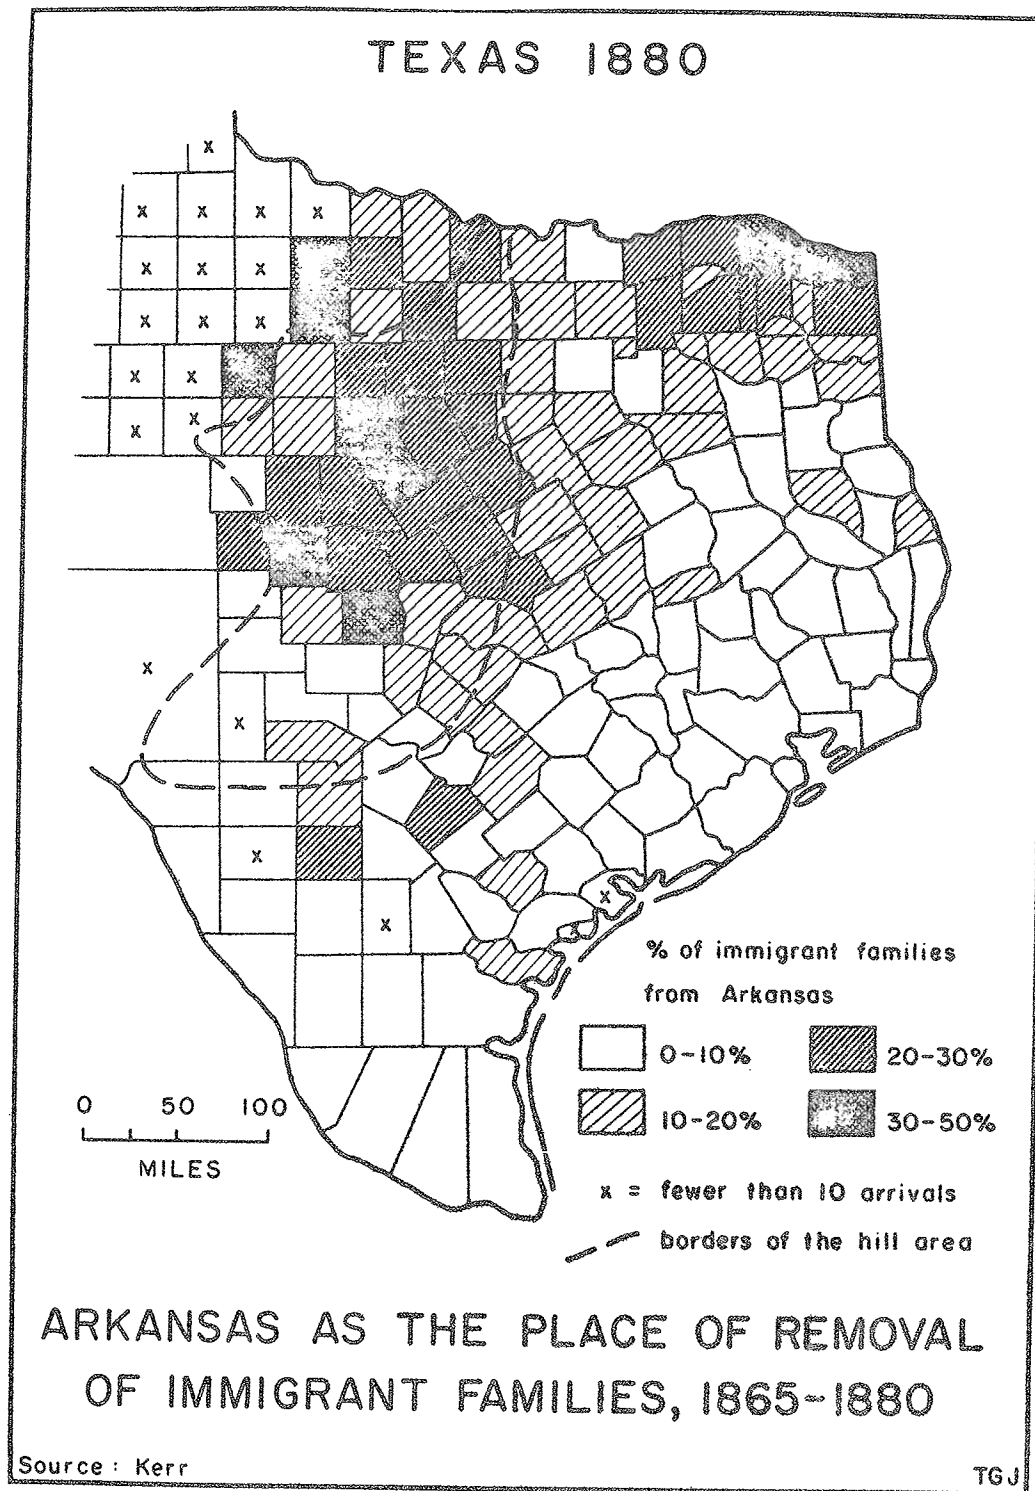 TEXAS 1880
x
x x x x
x x x
x x x
x x
x x
x
x
x
x
x
% of immigrant families
from Arkansas
0-10% 20-30%
10-20% 30-50%
0 50 100
MILES
x = fewer than 10 arrivals
borders of the hill area
ARKANSAS AS THE PLACE OF REMOVAL
OF IMMIGRANT FAMILIES, 1865-1880
Source: Kerr TGJ